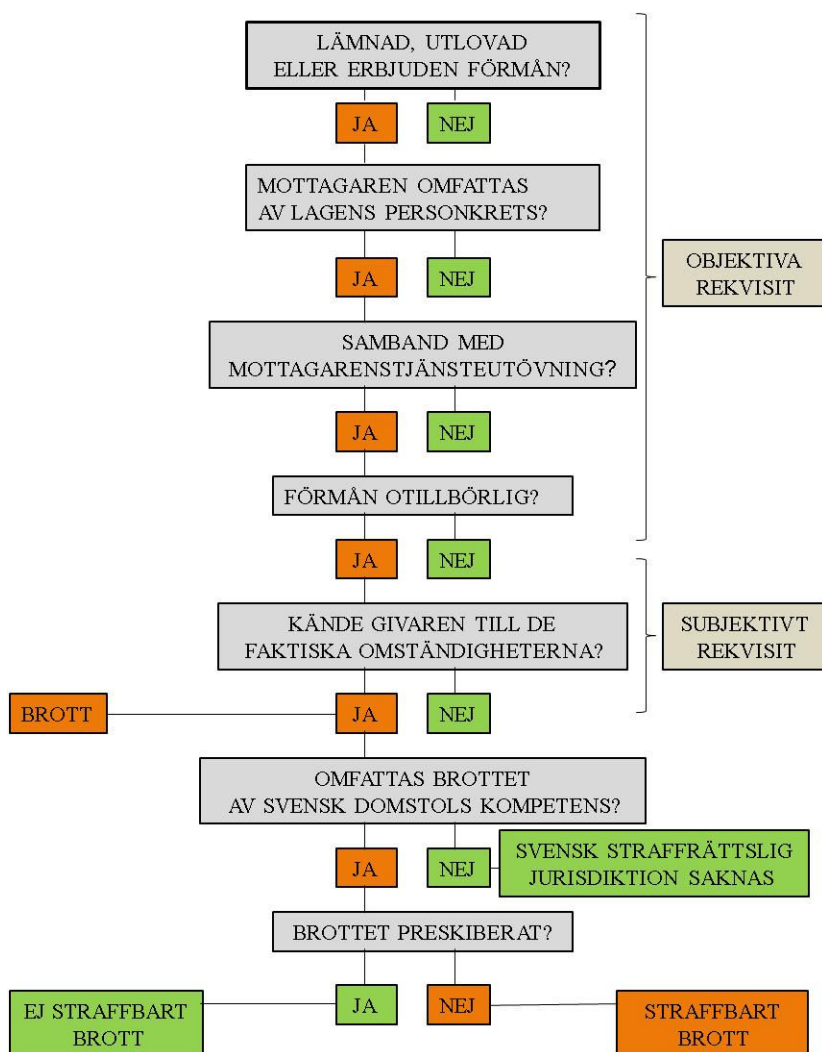 LÄMNAD, UTLOVAD
ELLER ERBJUDEN FÖRMÅN?
JA
NEJ
MOTTAGAREN OMFATTAS
AV LAGENS PERSONKRETS?
OBJEKTIVA
REKVISIT
JA
NEJ
SAMBAND MED
MOTTAGARENSTJÄNSTEUTÖVNING?
JA
NEJ
FÖRMÅN OTILLBÖRLIG?
JA
NEJ
KÄNDE GIVAREN TILL DE
FAKTISKA OMSTÄNDIGHETERNA?
SUBJEKTIVT
REKVISIT
BROTT
JA
NEJ
OMFATTAS BROTTET
AV SVENSK DOMSTOLS KOMPETENS?
JA
NEJ
SVENSK STRAFFRÄTTSLIG
JURISDIKTION SAKNAS
BROTTET PRESKIBERAT?
EJ STRAFFBART
BROTT
JA
NEJ
STRAFFBART
BROTT